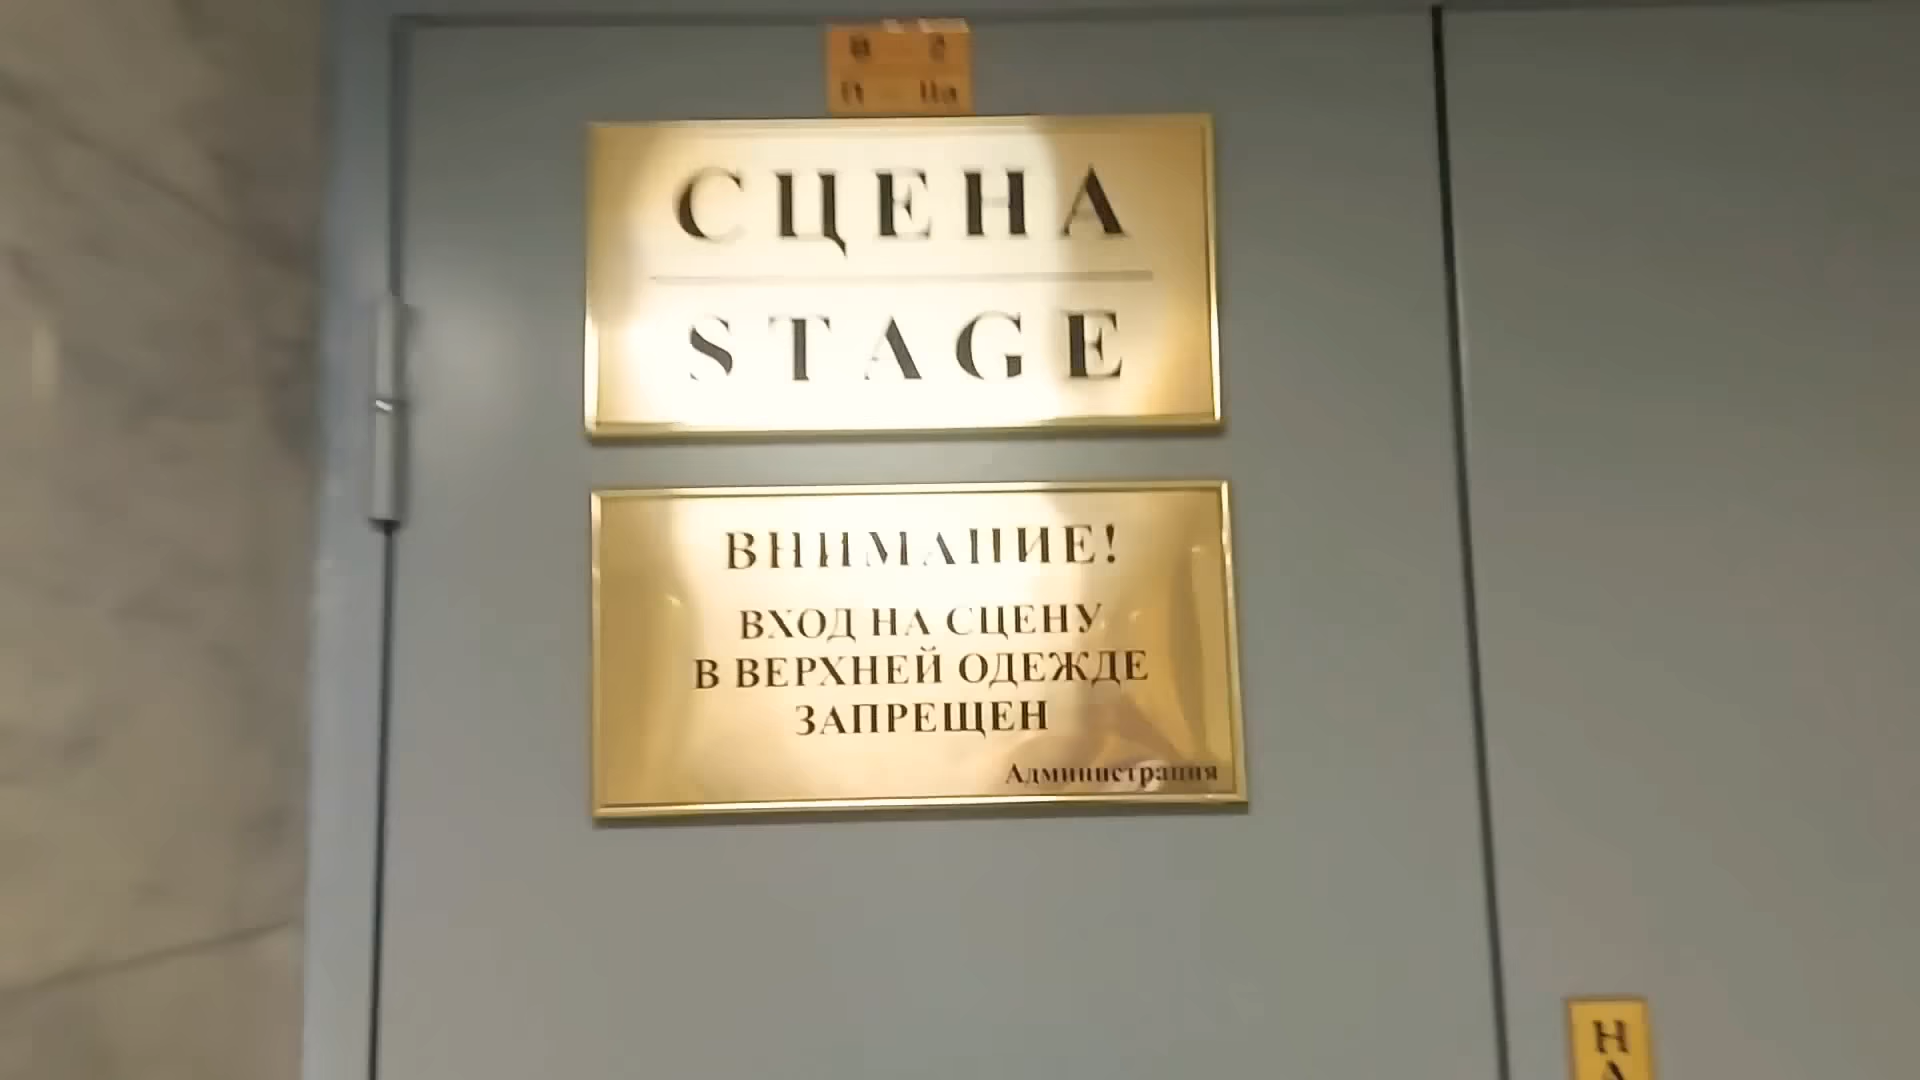 СЦЕНА
STAGE
ВНИМАНИЕ!
ВХОД НА СЦЕНУ
В ВЕРХНЕЙ ОДЕЖДЕ
ЗАПРЕЩЕН
Администрация
Н
А